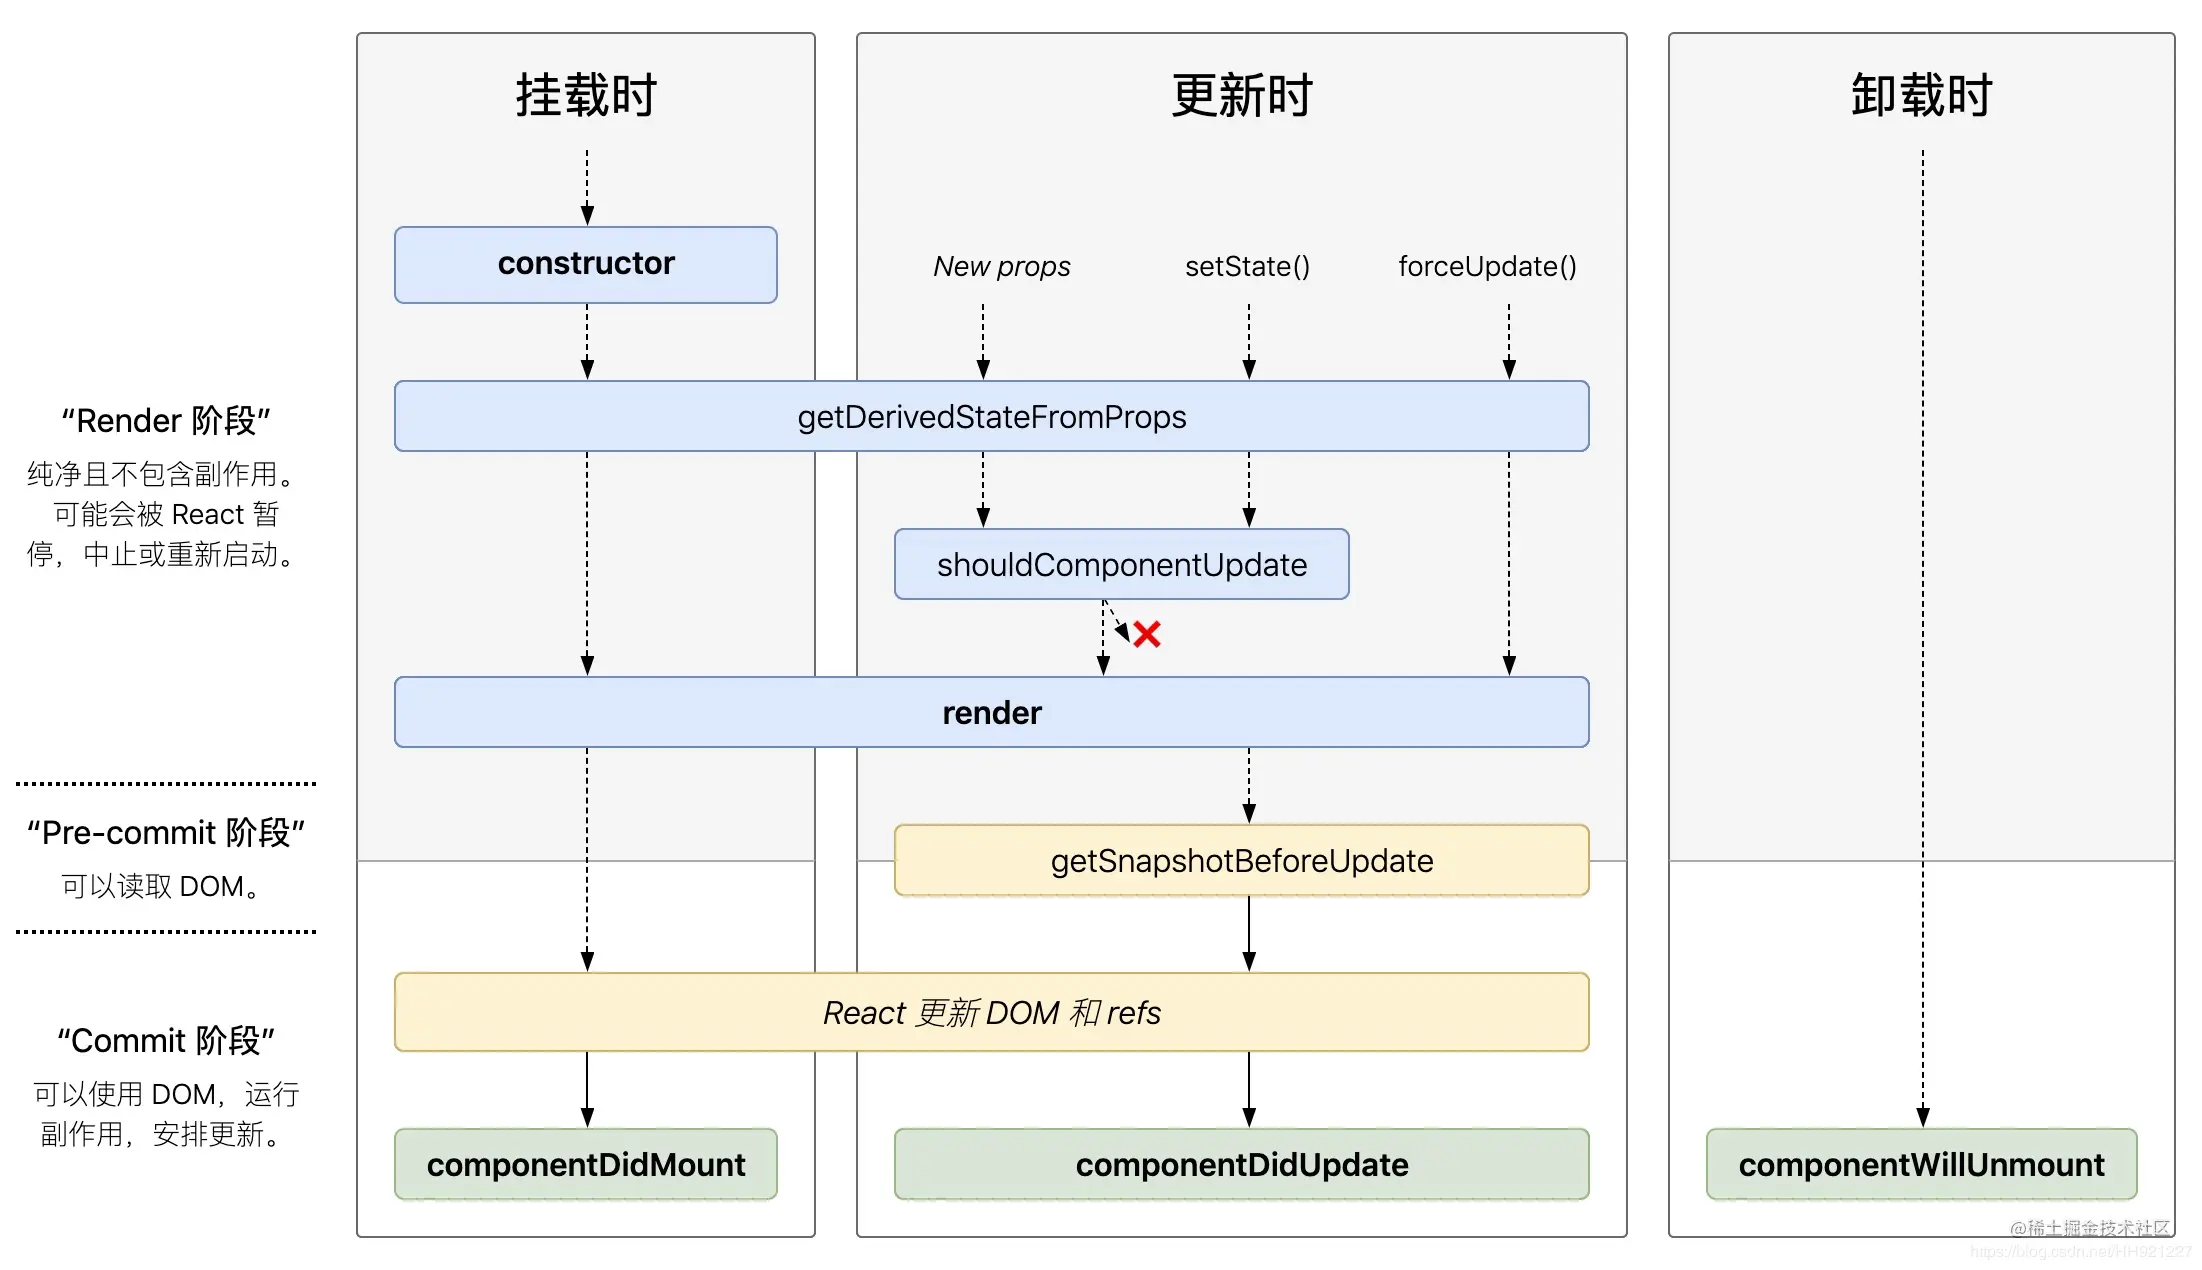 挂载时
更新时
卸载时
constructor
New props
setState()
forceUpdate()
getDerivedStateFromProps
“Render 阶段”
纯净且不包含副作用。
可能会被 React 暂
停，中止或重新启动。
shouldComponentUpdate
render
“Pre-commit 阶段”
可以读取 DOM。
getSnapshotBeforeUpdate
React 更新 DOM 和 refs
“Commit 阶段”
可以使用 DOM，运行
副作用，安排更新。
componentDidMount
componentDidUpdate
componentWillUnmount
@稀土掘金技术社区
https://blog.csdn.net/HH921227